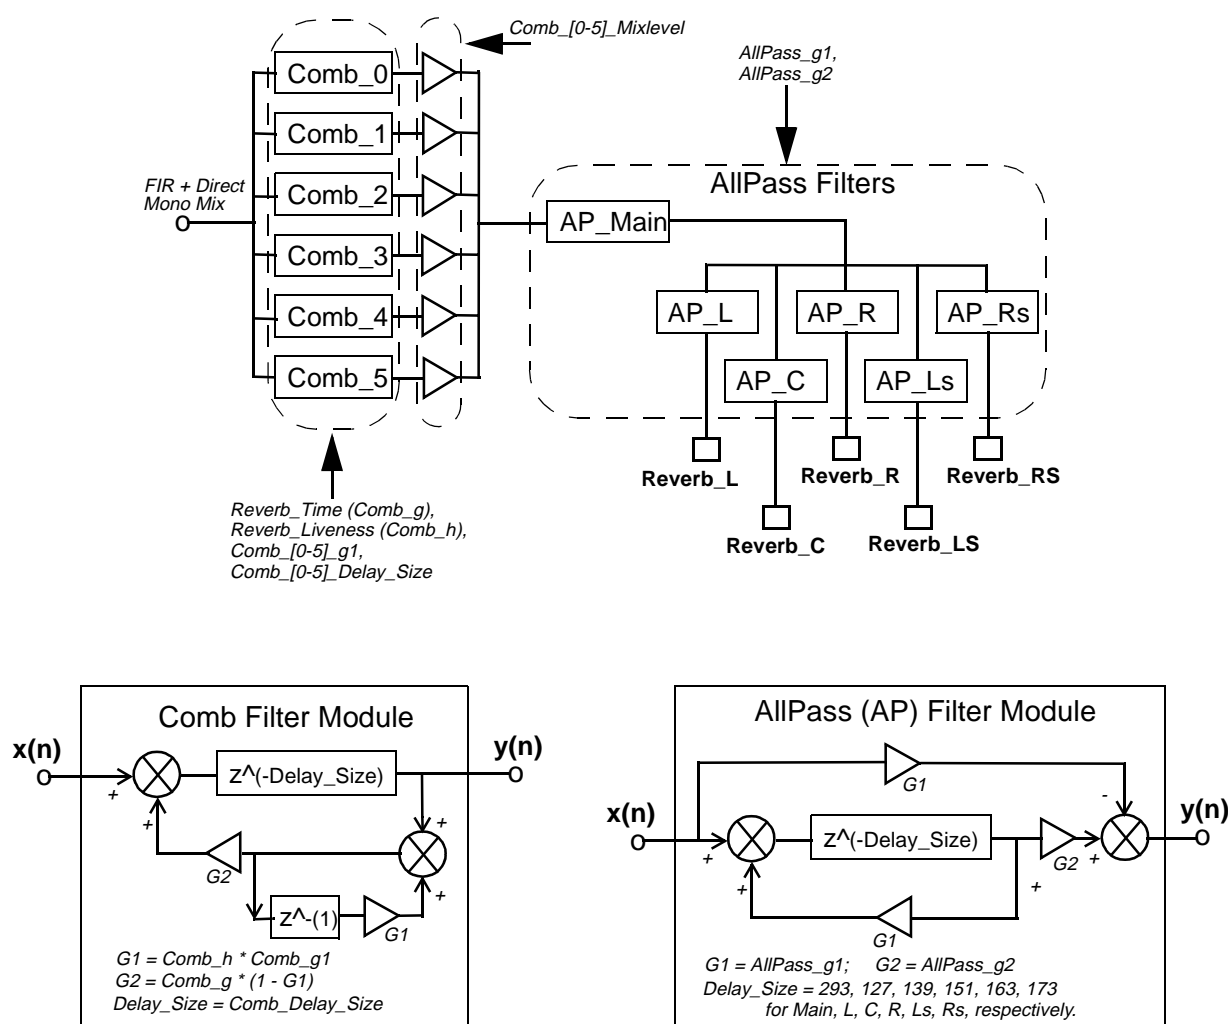 Comb_[0-5]_Mixlevel
AllPass_g1,
AllPass_g2
Comb_0
Comb_1
Comb_2
Comb_3
Comb_4
Comb_5
FIR + Direct
Mono Mix
AllPass Filters
AP_Main
AP_L
AP_R
AP_Rs
AP_C
AP_Ls
Reverb_L
Reverb_R
Reverb_RS
Reverb_C
Reverb_LS
Reverb_Time (Comb_g),
Reverb_Liveness (Comb_h),
Comb_[0-5]_g1,
Comb_[0-5]_Delay_Size
Comb Filter Module
x(n)
y(n)
z^(-Delay_Size)
+
+
+
G2
+
z^-(1)
G1
G1 = Comb_h * Comb_g1
G2 = Comb_g * (1 - G1)
Delay_Size = Comb_Delay_Size
AllPass (AP) Filter Module
G1
-
x(n)
y(n)
z^(-Delay_Size)
+
G2
+
+
+
G1
G1 = AllPass_g1; G2 = AllPass_g2
Delay_Size = 293, 127, 139, 151, 163, 173
for Main, L, C, R, Ls, Rs, respectively.